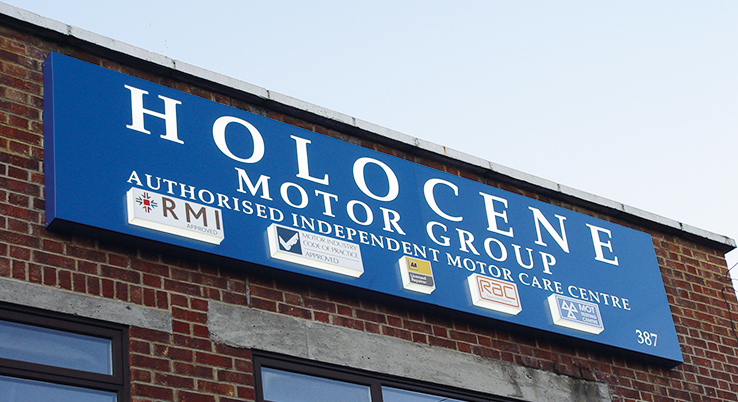 HOLOCENE
MOTOR GROUP
AUTHORISED INDEPENDENT MOTOR CARE CENTRE
RMI
APPROVED
MOTOR INDUSTRY
CODE OF PRACTICE
APPROVED
AA
RAC
MOT
387